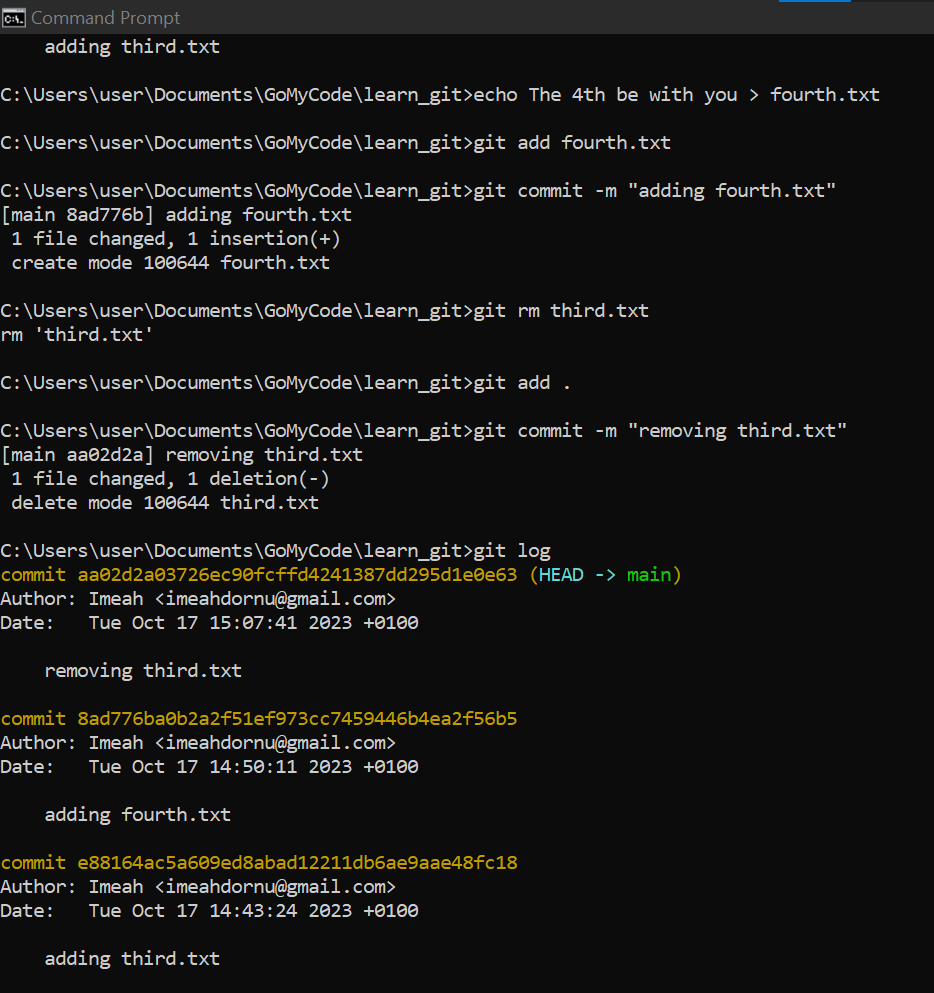 Command Prompt
adding third.txt
C:\Users\user\Documents\GoMyCode\learn_git>echo The 4th be with you > fourth.txt
C:\Users\user\Documents\GoMyCode\learn_git>git add fourth.txt
C:\Users\user\Documents\GoMyCode\learn_git>git commit -m "adding fourth.txt"
[main 8ad776b] adding fourth.txt
1 file changed, 1 insertion(+)
create mode 100644 fourth.txt
C:\Users\user\Documents\GoMyCode\learn_git>git rm third.txt
rm 'third.txt'
C:\Users\user\Documents\GoMyCode\learn_git>git add .
C:\Users\user\Documents\GoMyCode\learn_git>git commit -m "removing third.txt"
[main aa02d2a] removing third.txt
1 file changed, 1 deletion(-)
delete mode 100644 third.txt
C:\Users\user\Documents\GoMyCode\learn_git>git log
commit aa02d2a03726ec90fcffd4241387dd295d1e0e63 (HEAD -> main)
Author: Imeah <imeahdornu@gmail.com>
Date:   Tue Oct 17 15:07:41 2023 +0100
removing third.txt
commit 8ad776ba0b2a2f51ef973cc7459446b4ea2f56b5
Author: Imeah <imeahdornu@gmail.com>
Date:   Tue Oct 17 14:50:11 2023 +0100
adding fourth.txt
commit e88164ac5a609ed8abad12211db6ae9aae48fc18
Author: Imeah <imeahdornu@gmail.com>
Date:   Tue Oct 17 14:43:24 2023 +0100
adding third.txt